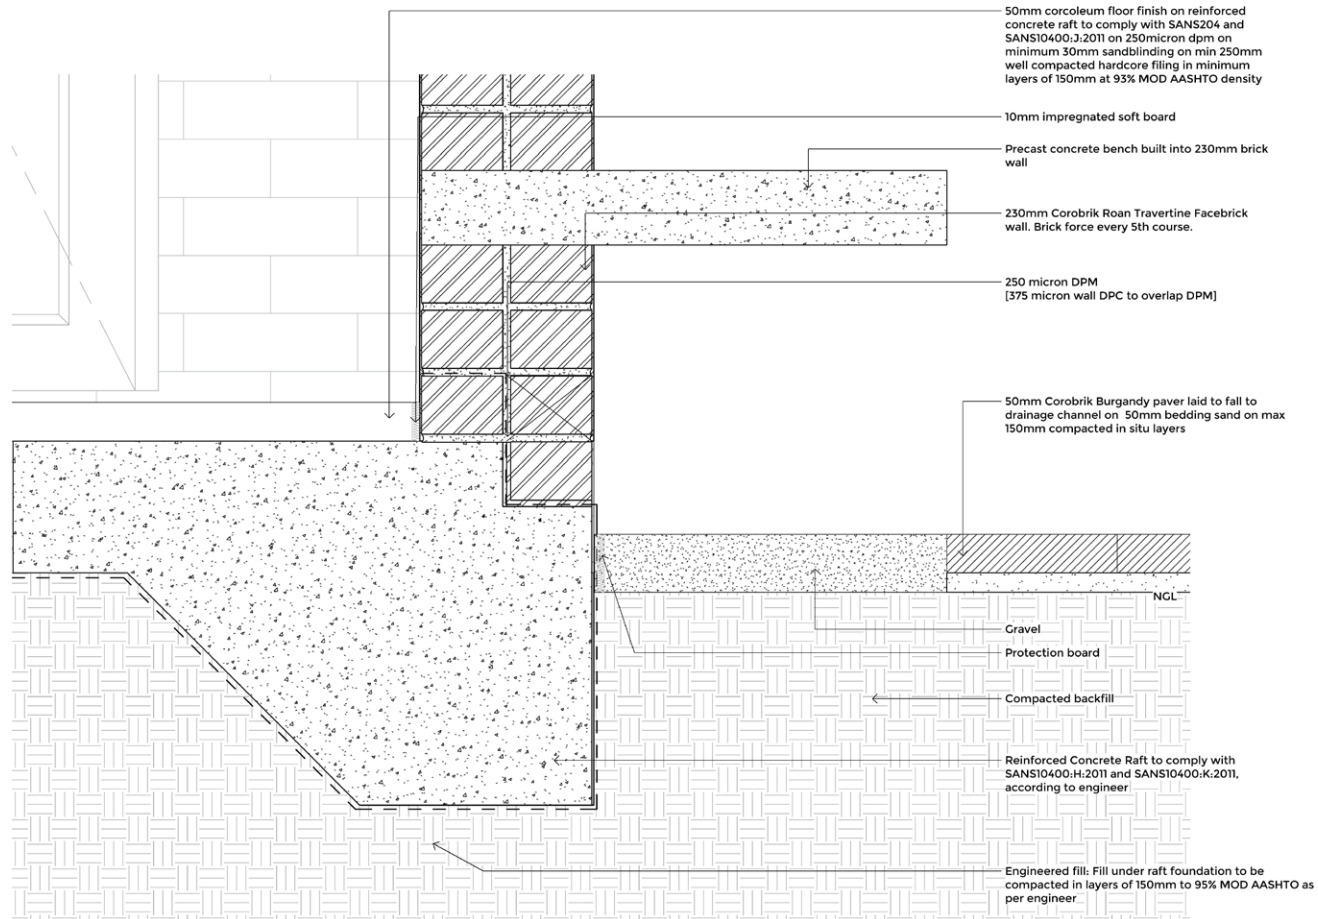 50mm corcoleum floor finish on reinforced
concrete raft to comply with SANS204 and
SANS10400:J:2011 on 250micron dpm on
minimum 30mm sandblinding on min 250mm
well compacted hardcore filing in minimum
layers of 150mm at 93% MOD AASHTO density
10mm impregnated soft board
Precast concrete bench built into 230mm brick
wall
230mm Corobrik Roan Travertine Facebrick
wall. Brick force every 5th course.
250 micron DPM
[375 micron wall DPC to overlap DPM]
50mm Corobrik Burgandy paver laid to fall to
drainage channel on 50mm bedding sand on max
150mm compacted in situ layers
NGL
Gravel
Protection board
Compacted backfill
Reinforced Concrete Raft to comply with
SANS10400:H:2011 and SANS10400:K:2011,
according to engineer
Engineered fill: Fill under raft foundation to be
compacted in layers of 150mm to 95% MOD AASHTO as
per engineer